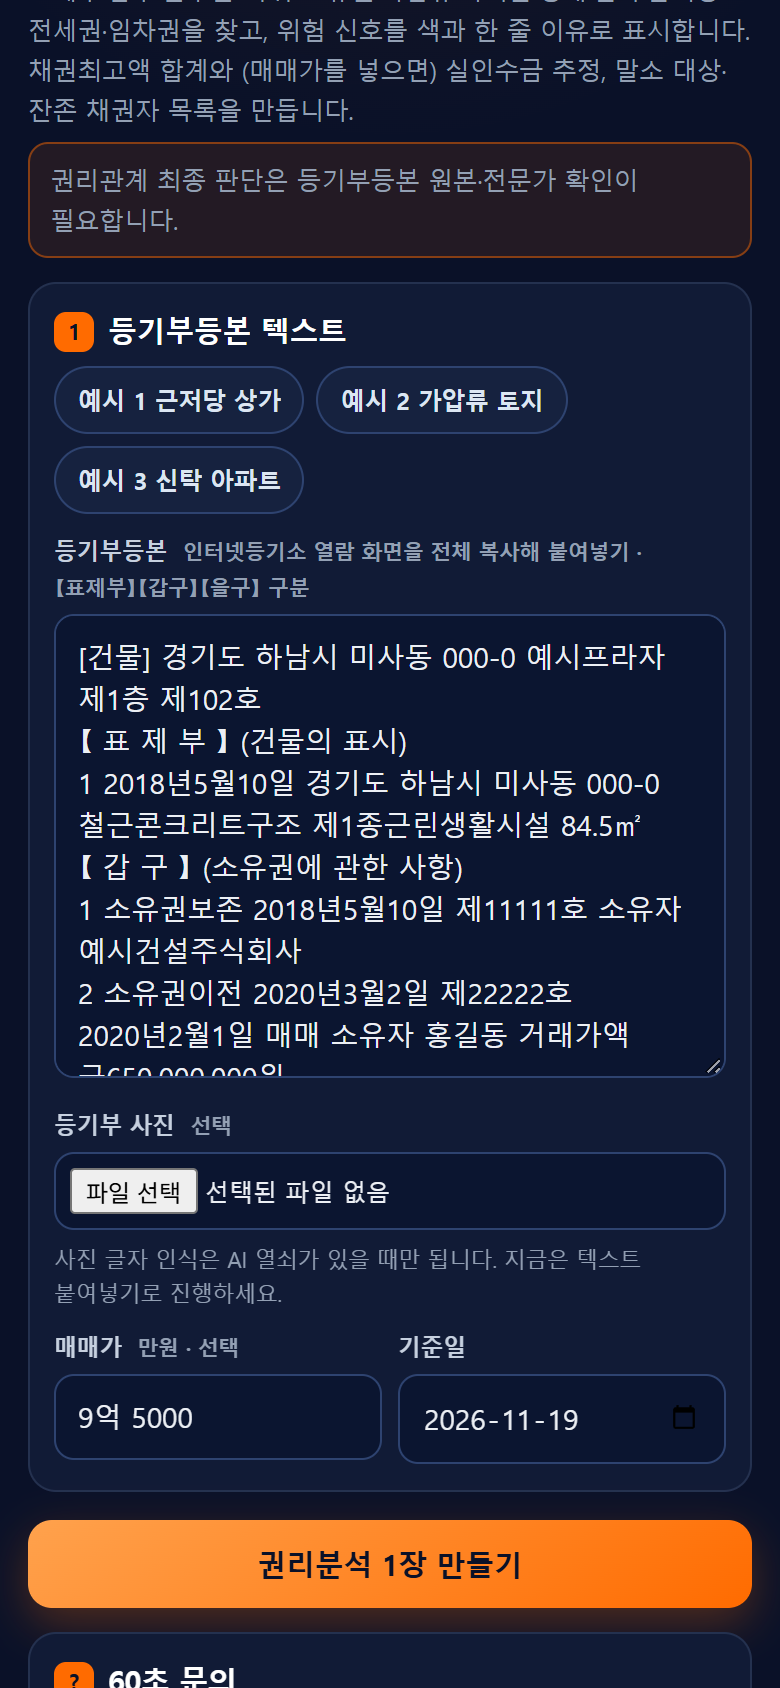 전세권·임차권을 찾고, 위험 신호를 색과 한 줄 이유로 표시합니다.
채권최고액 합계와 (매매가를 넣으면) 실인수금 추정, 말소 대상·
잔존 채권자 목록을 만듭니다.
권리관계 최종 판단은 등기부등본 원본·전문가 확인이
필요합니다.
1 등기부등본 텍스트
예시 1 근저당 상가 예시 2 가압류 토지
예시 3 신탁 아파트
등기부등본 인터넷등기소 열람 화면을 전체 복사해 붙여넣기 ·
【표제부】【갑구】【을구】 구분
[건물] 경기도 하남시 미사동 000-0 예시프라자
제1층 제102호
【 표 제 부 】 (건물의 표시)
1 2018년5월10일 경기도 하남시 미사동 000-0
철근콘크리트구조 제1종근린생활시설 84.5㎡
【 갑 구 】 (소유권에 관한 사항)
1 소유권보존 2018년5월10일 제11111호 소유자
예시건설주식회사
2 소유권이전 2020년3월2일 제22222호
2020년2월1일 매매 소유자 홍길동 거래가액
금650,000,000원
등기부 사진 선택
파일 선택 선택된 파일 없음
사진 글자 인식은 AI 열쇠가 있을 때만 됩니다. 지금은 텍스트
붙여넣기로 진행하세요.
매매가 만원 · 선택 기준일
9억 5000 2026-11-19
권리분석 1장 만들기
? 60초 문의